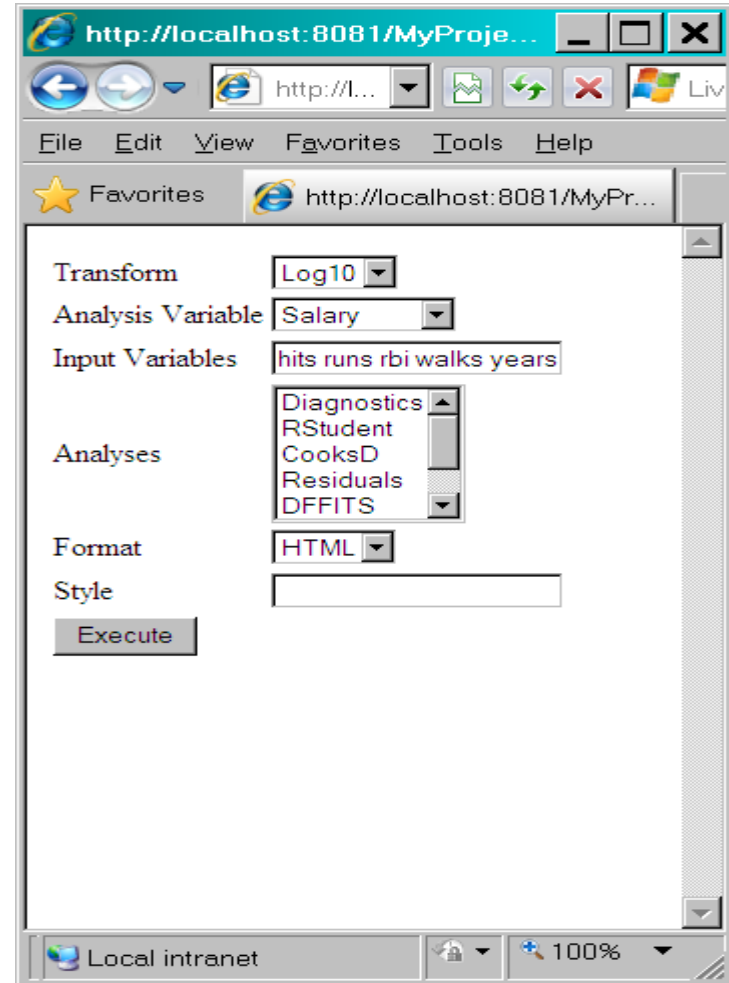 http://localhost:8081/MyProje...
http://l... Liv
File Edit View Favorites Tools Help
Favorites http://localhost:8081/MyPr...
Transform Log10
Analysis Variable Salary
Input Variables hits runs rbi walks years
Analyses
Diagnostics
RStudent
CooksD
Residuals
DFFITS
Format HTML
Style
Execute
Local intranet 100%